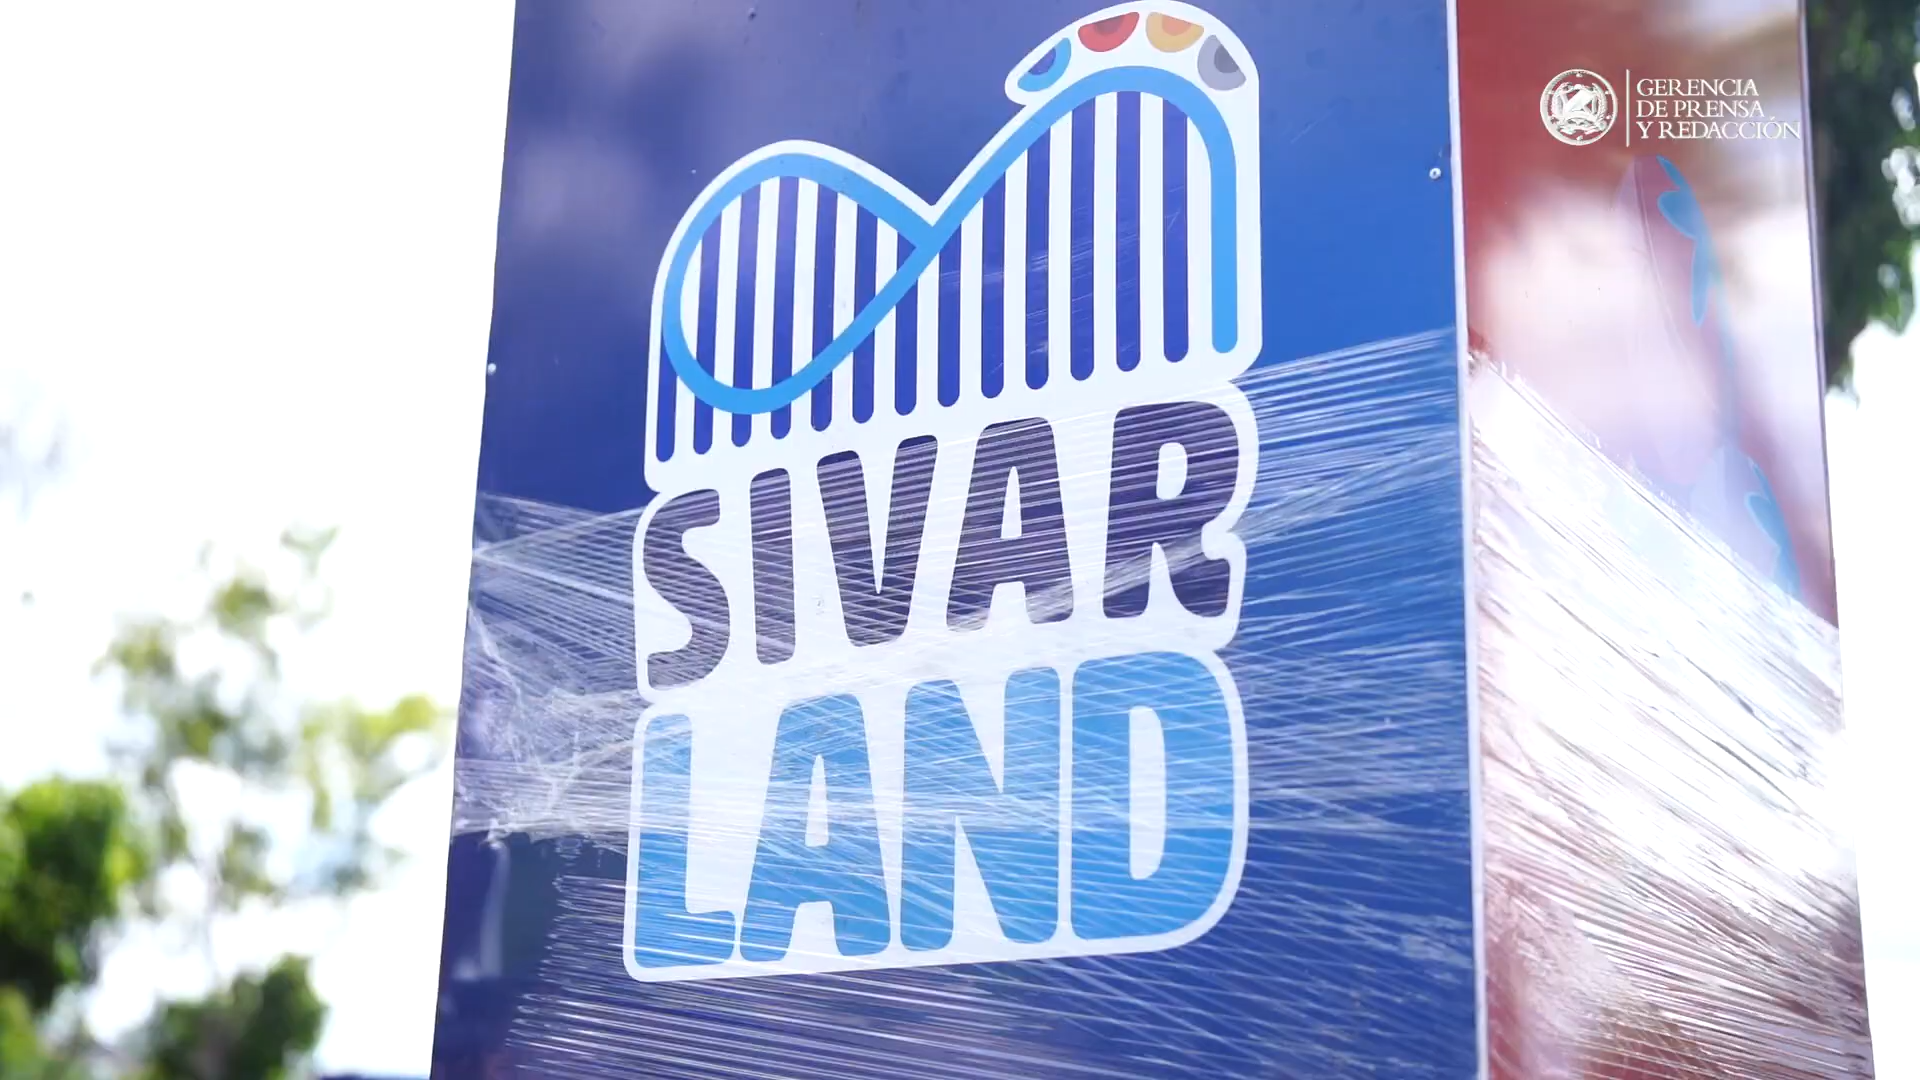 GERENCIA
DE PRENSA
Y REDACCIÓN
SIVAR
LAND